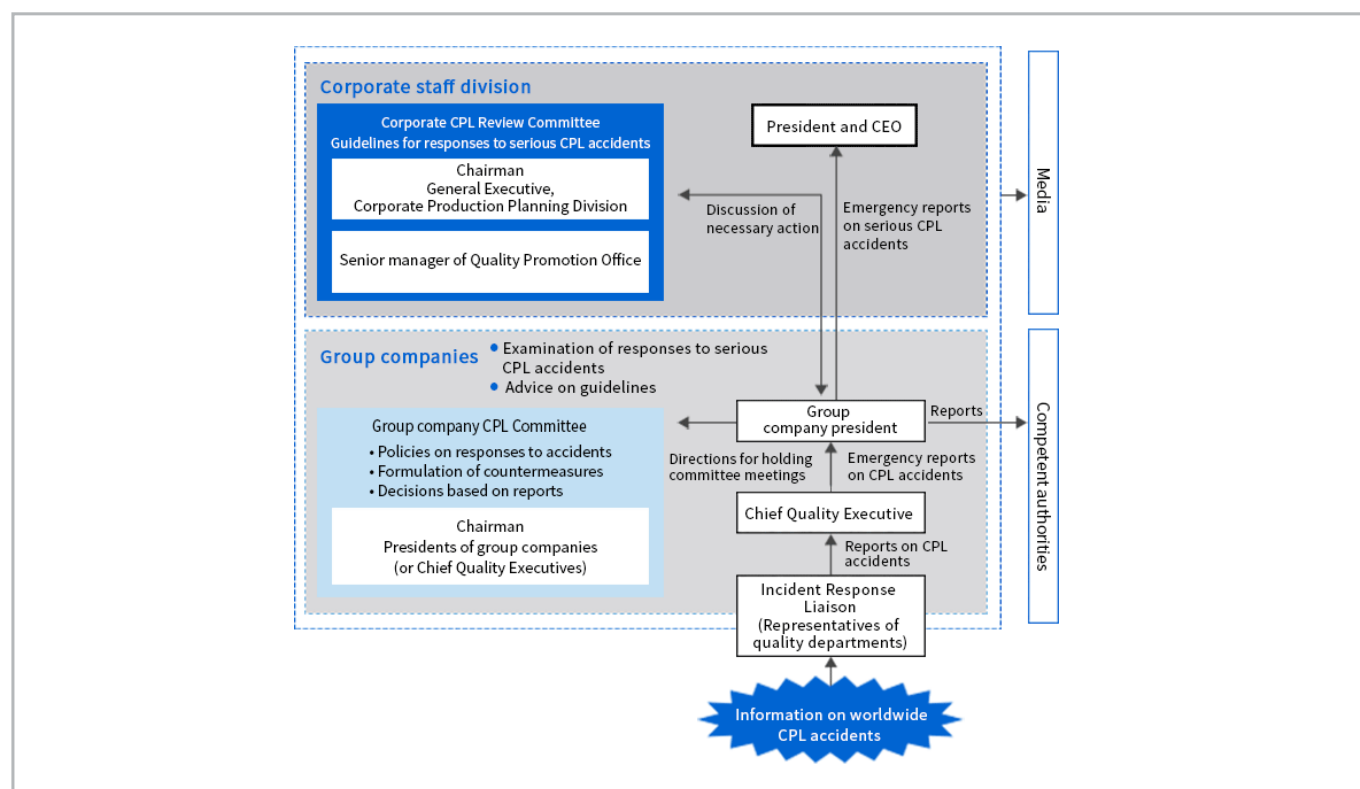 Corporate staff division
Corporate CPL Review Committee
Guidelines for responses to serious CPL accidents
Chairman
General Executive,
Corporate Production Planning Division
Senior manager of Quality Promotion Office
President and CEO
Discussion of
necessary action
Emergency reports
on serious CPL
accidents
Media
Group companies
• Examination of responses to serious
CPL accidents
• Advice on guidelines
Group company CPL Committee
• Policies on responses to accidents
• Formulation of countermeasures
• Decisions based on reports
Chairman
Presidents of group companies
(or Chief Quality Executives)
Group
company president
Reports
Directions for holding
committee meetings
Emergency reports
on CPL accidents
Chief Quality Executive
Reports on CPL
accidents
Incident Response
Liaison
(Representatives of
quality departments)
Competent authorities
Information on worldwide
CPL accidents